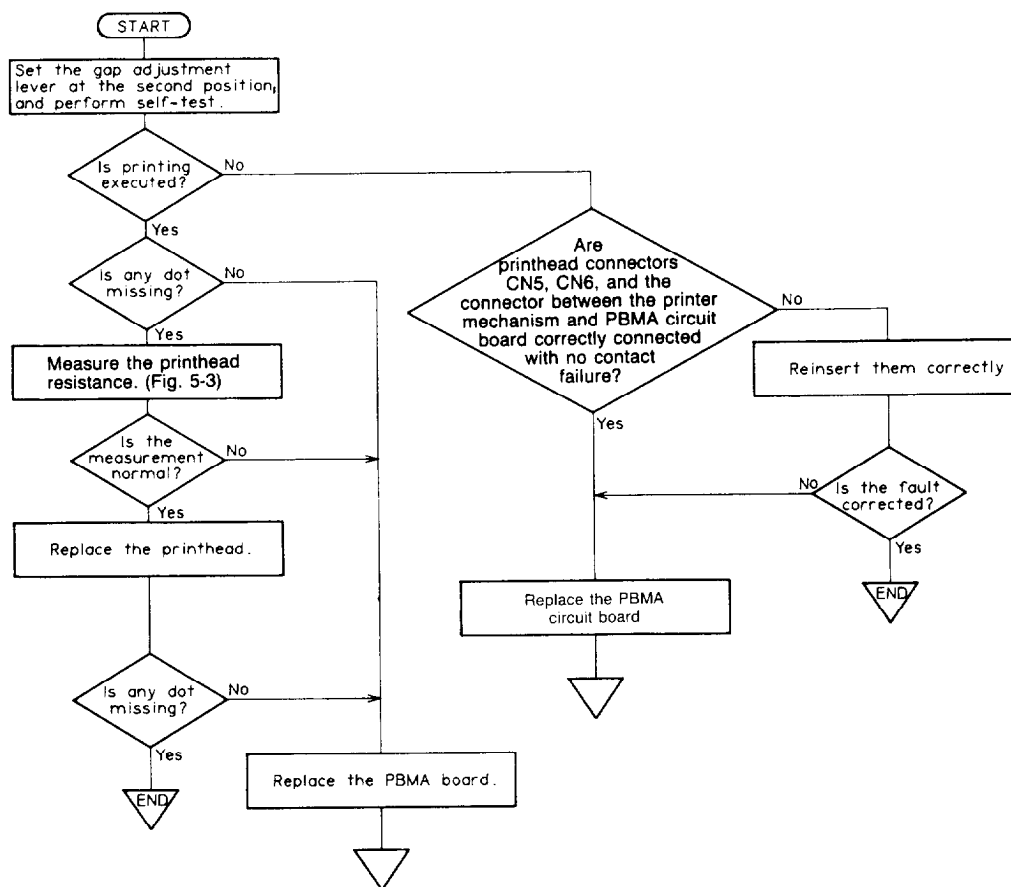 START
Set the gap adjustment
lever at the second position,
and perform self-test.
Is printing
executed?
No
Yes
Is any dot
missing?
No
Yes
Measure the printhead
resistance. (Fig. 5-3)
Is the
measurement
normal?
No
Yes
Replace the printhead.
Is any dot
missing?
No
Yes
END
Replace the PBMA board.
Are
printhead connectors
CN5, CN6, and the
connector between the printer
mechanism and PBMA circuit
board correctly connected
with no contact
failure?
No
Yes
Reinsert them correctly
Is the fault
corrected?
No
Yes
END
Replace the PBMA
circuit board